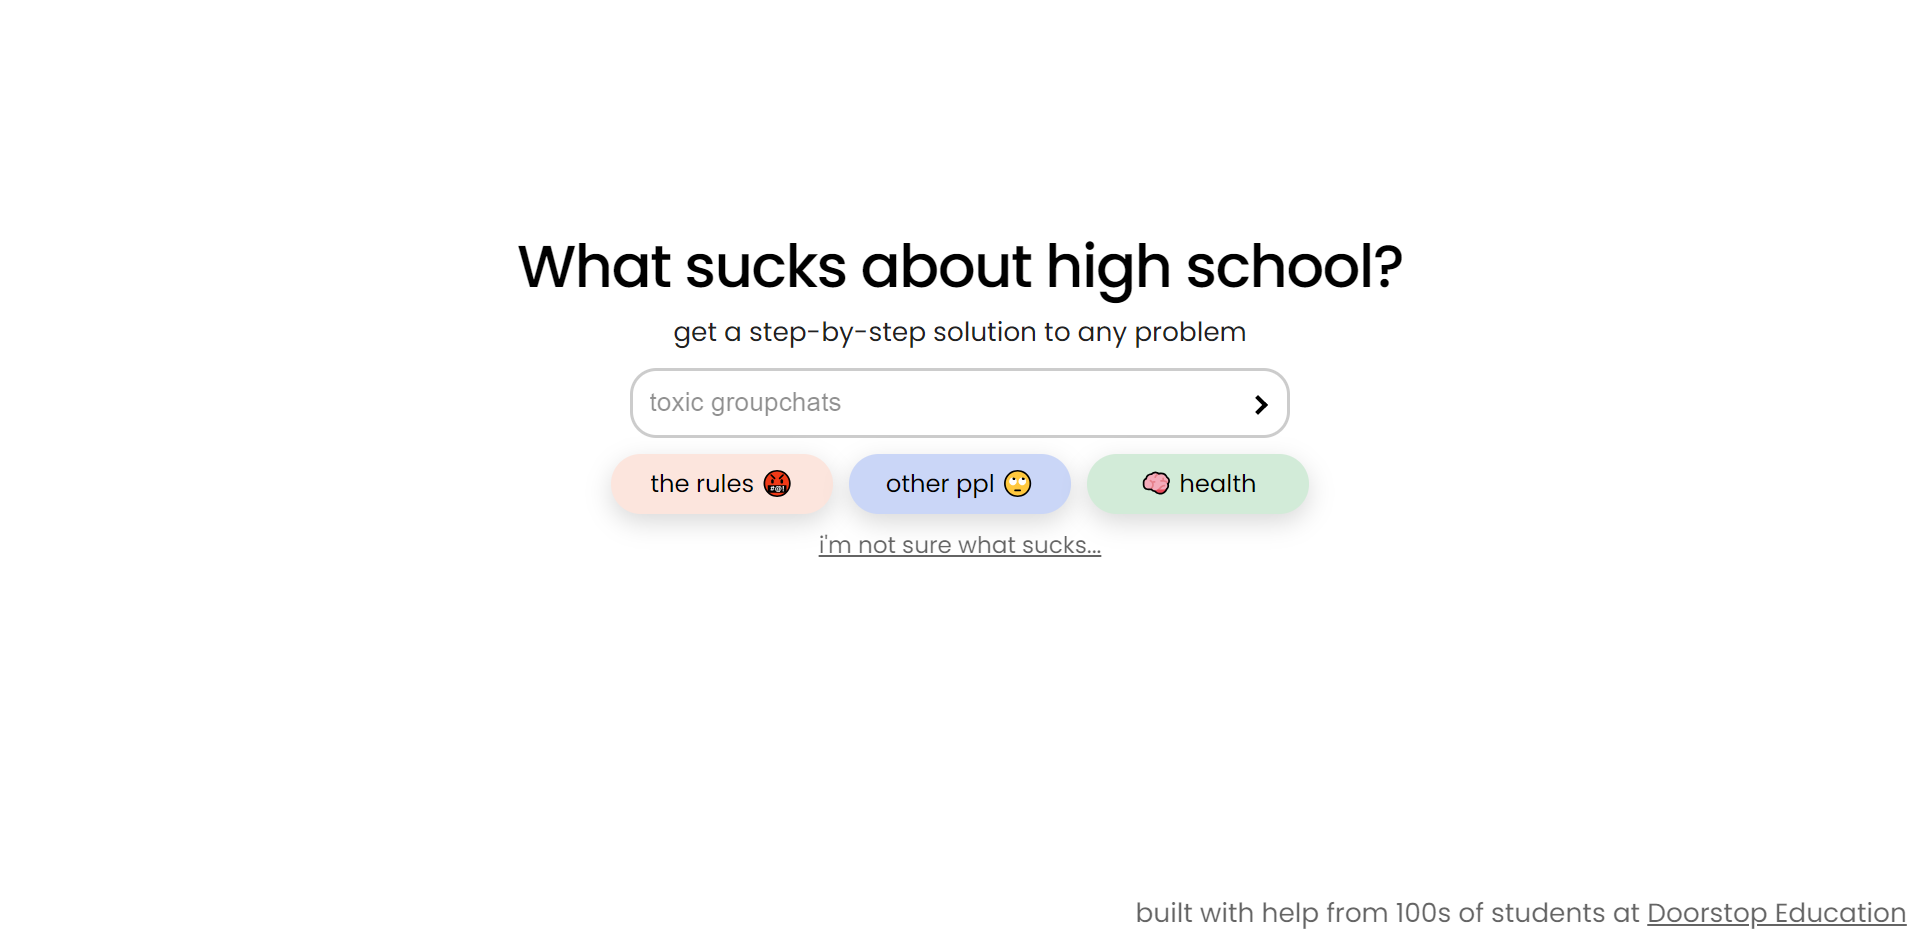 What sucks about high school?
get a step-by-step solution to any problem
toxic groupchats
the rules 🤬 other ppl 🙄 🧠 health
i'm not sure what sucks...
built with help from 100s of students at Doorstop Education